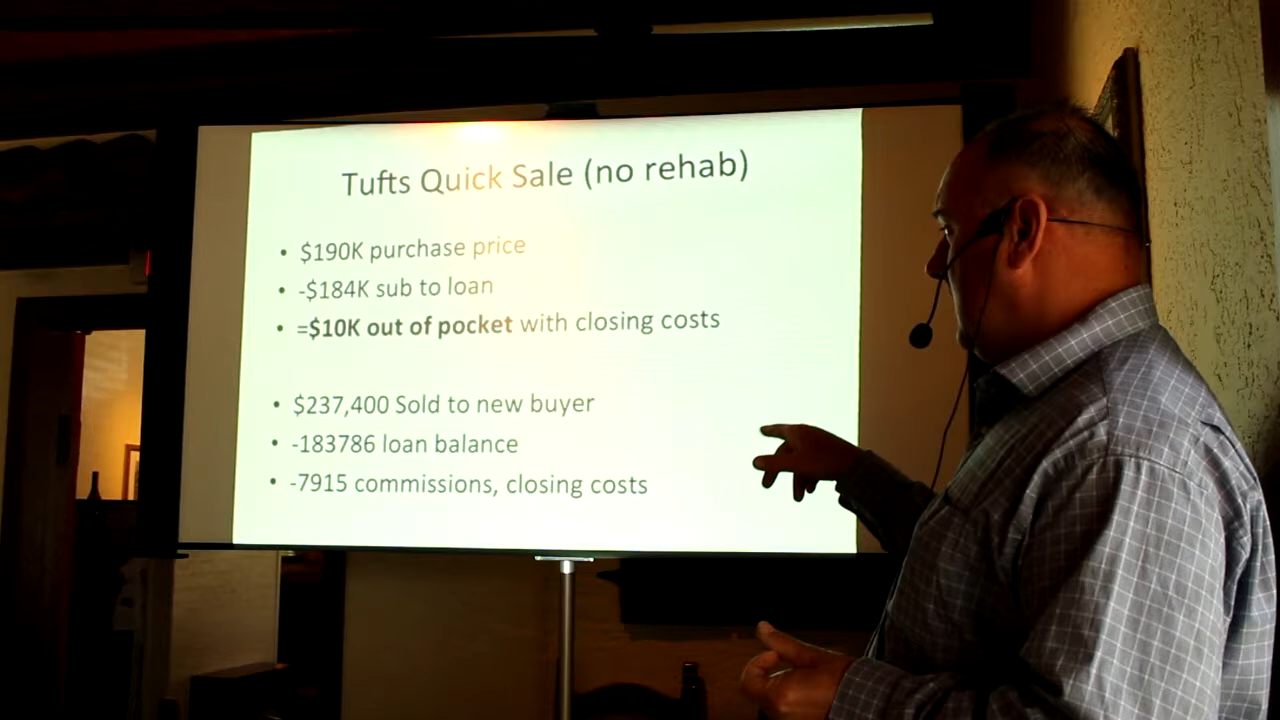 Tufts Quick Sale (no rehab)
• $190K purchase price
• -$184K sub to loan
• =$10K out of pocket with closing costs
• $237,400 Sold to new buyer
• -183786 loan balance
• -7915 commissions, closing costs